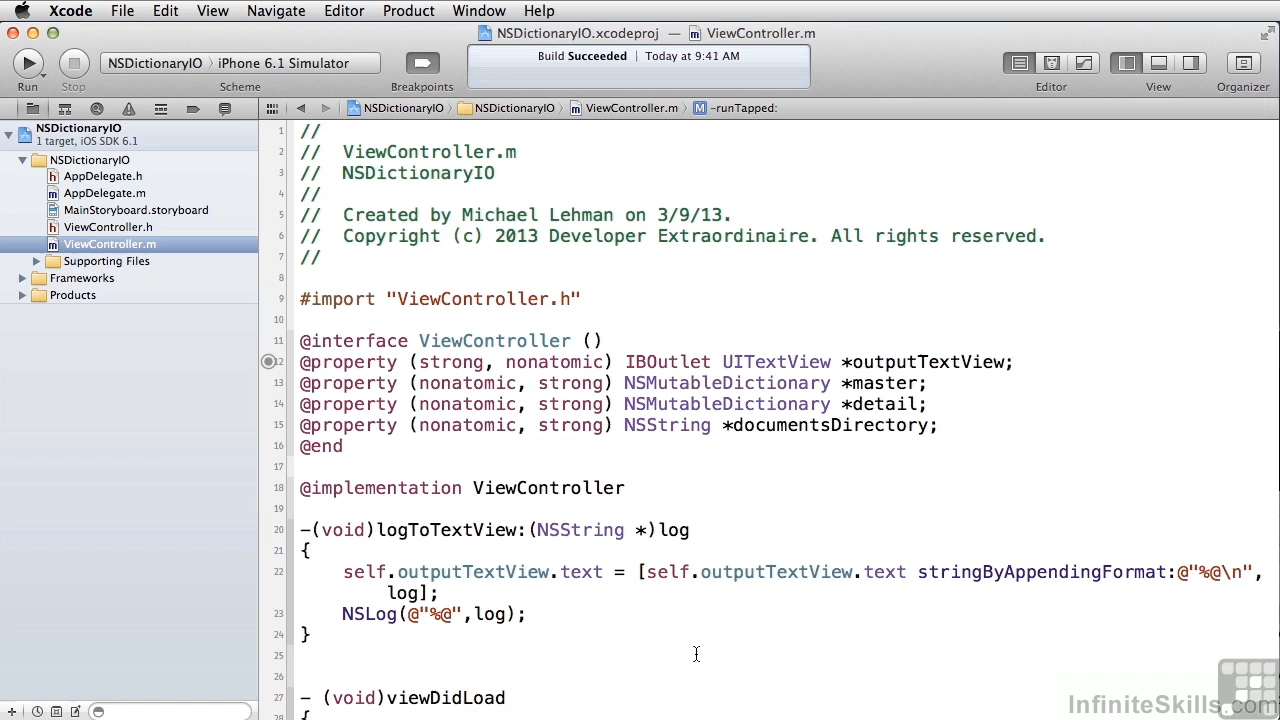 Xcode File Edit View Navigate Editor Product Window Help
NSDictionaryIO.xcodeproj — ViewController.m
Run Stop
NSDictionaryIO 〉 iPhone 6.1 Simulator
Scheme
Breakpoints
Build Succeeded | Today at 9:41 AM
Editor View Organizer
NSDictionaryIO 〉 NSDictionaryIO 〉 ViewController.m 〉 M -runTapped:
NSDictionaryIO
1 target, iOS SDK 6.1
NSDictionaryIO
h AppDelegate.h
m AppDelegate.m
MainStoryboard.storyboard
h ViewController.h
m ViewController.m
Supporting Files
Frameworks
Products
1 //
2 //  ViewController.m
3 //  NSDictionaryIO
4 //
5 //  Created by Michael Lehman on 3/9/13.
6 //  Copyright (c) 2013 Developer Extraordinaire. All rights reserved.
7 //
8
9 #import "ViewController.h"
10
11 @interface ViewController ()
12 @property (strong, nonatomic) IBOutlet UITextView *outputTextView;
13 @property (nonatomic, strong) NSMutableDictionary *master;
14 @property (nonatomic, strong) NSMutableDictionary *detail;
15 @property (nonatomic, strong) NSString *documentsDirectory;
16 @end
17
18 @implementation ViewController
19
20 -(void)logToTextView:(NSString *)log
21 {
22     self.outputTextView.text = [self.outputTextView.text stringByAppendingFormat:@"%@\n",
log];
23     NSLog(@"%@",log);
24 }
25
26
27 - (void)viewDidLoad
28 {
InfiniteSkills.com